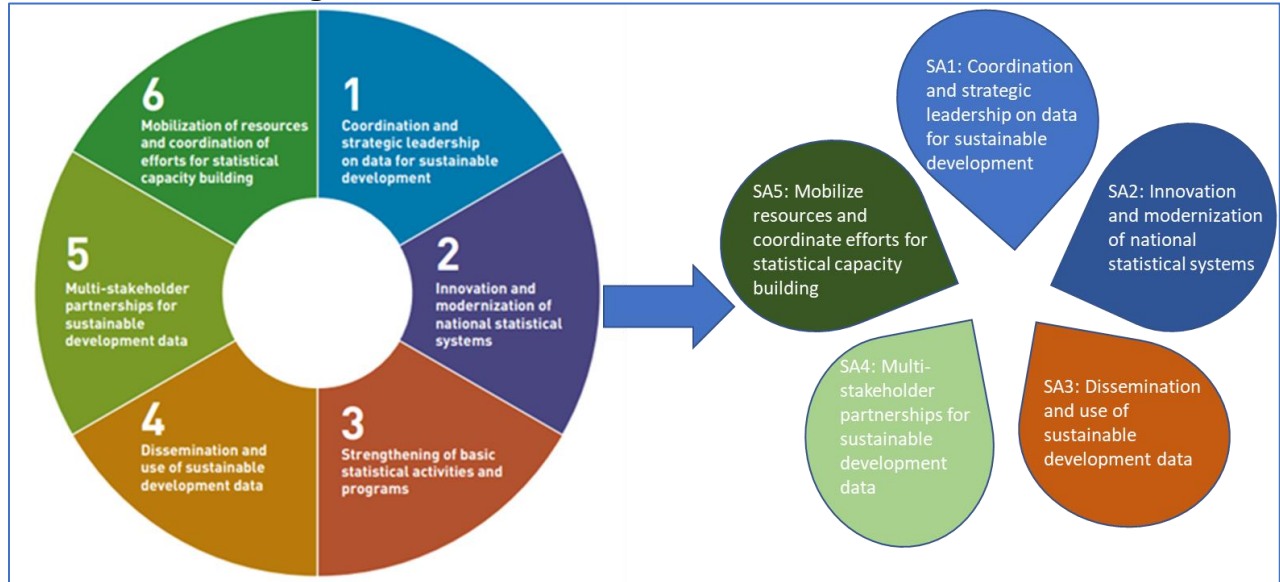 6
Mobilization of resources
and coordination of
efforts for statistical
capacity building
1
Coordination and
strategic leadership
on data for sustainable
development
5
Multi-stakeholder
partnerships for
sustainable
development data
2
Innovation and
modernization of
national statistical
systems
4
Dissemination and
use of sustainable
development data
3
Strengthening of basic
statistical activities and
programs
SA1: Coordination
and strategic
leadership on data
for sustainable
development
SA5: Mobilize
resources and
coordinate efforts for
statistical capacity
building
SA2: Innovation
and modernization
of national
statistical systems
SA4: Multi-
stakeholder
partnerships for
sustainable
development
data
SA3: Dissemination
and use of
sustainable
development data